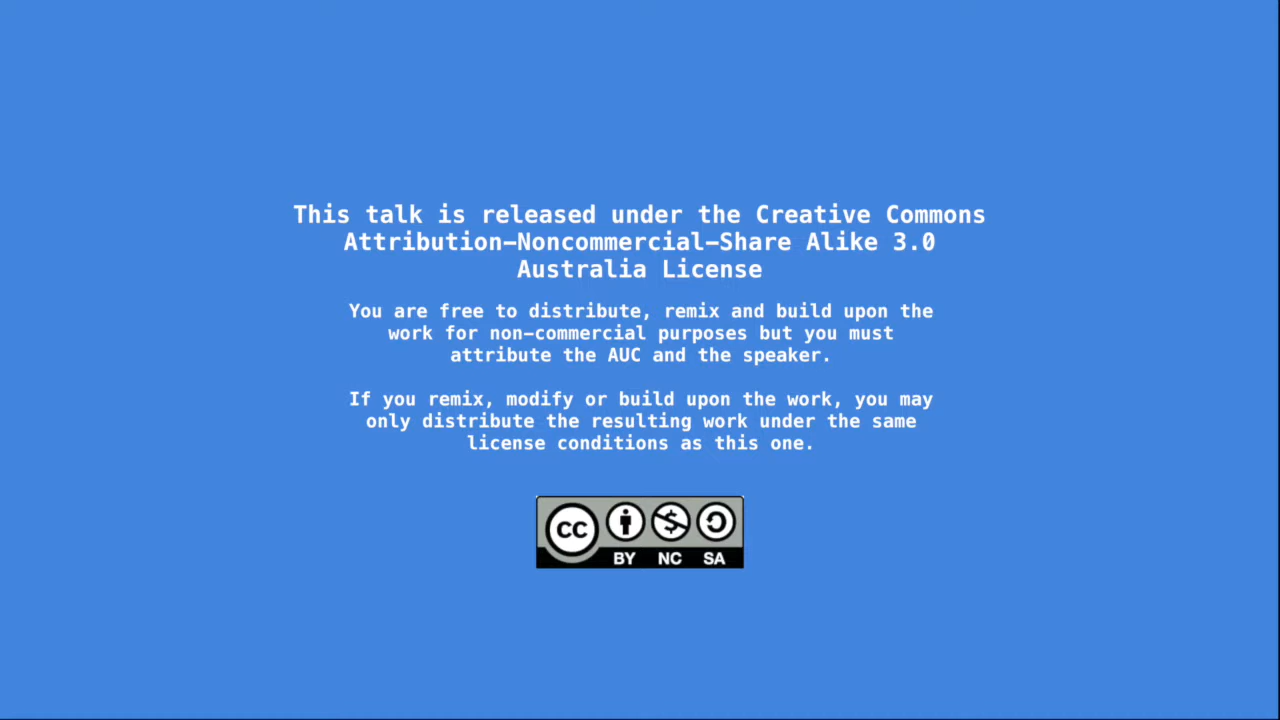 This talk is released under the Creative Commons
Attribution–Noncommercial–Share Alike 3.0
Australia License
You are free to distribute, remix and build upon the
work for non–commercial purposes but you must
attribute the AUC and the speaker.
If you remix, modify or build upon the work, you may
only distribute the resulting work under the same
license conditions as this one.
CC
BY NC SA